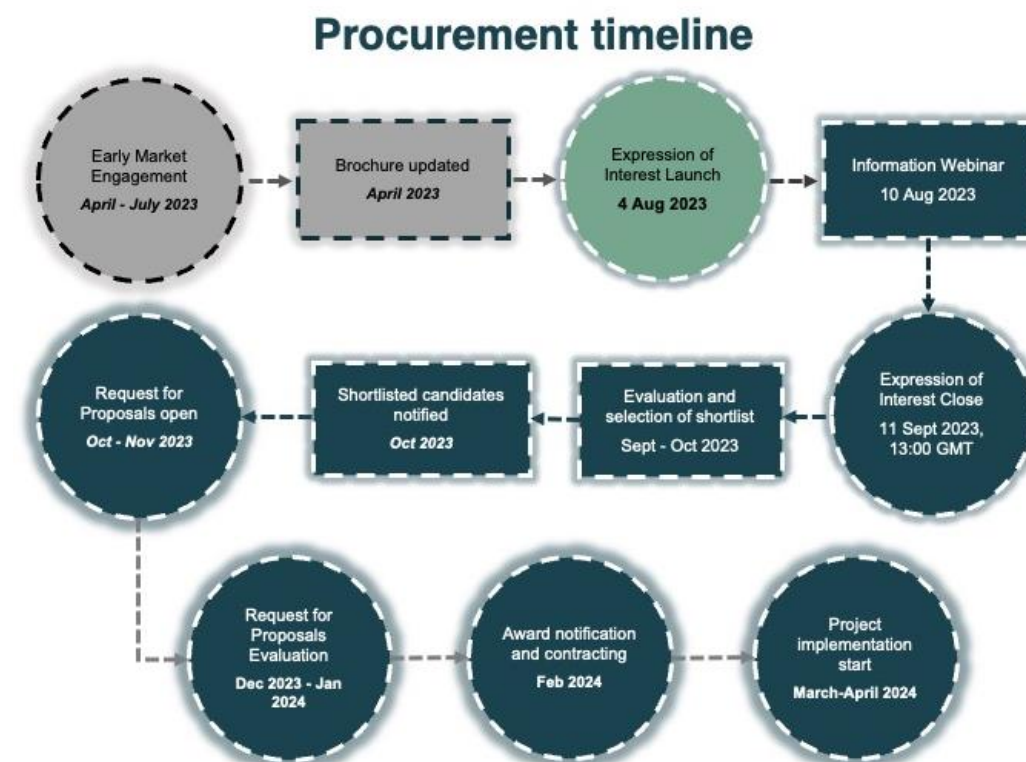 Procurement timeline
Early Market
Engagement
April - July 2023
Brochure updated
April 2023
Expression of
Interest Launch
4 Aug 2023
Information Webinar
10 Aug 2023
Expression of
Interest Close
11 Sept 2023,
13:00 GMT
Evaluation and
selection of shortlist
Sept - Oct 2023
Shortlisted candidates
notified
Oct 2023
Request for
Proposals open
Oct - Nov 2023
Request for
Proposals
Evaluation
Dec 2023 - Jan
2024
Award notification
and contracting
Feb 2024
Project
implementation
start
March-April 2024